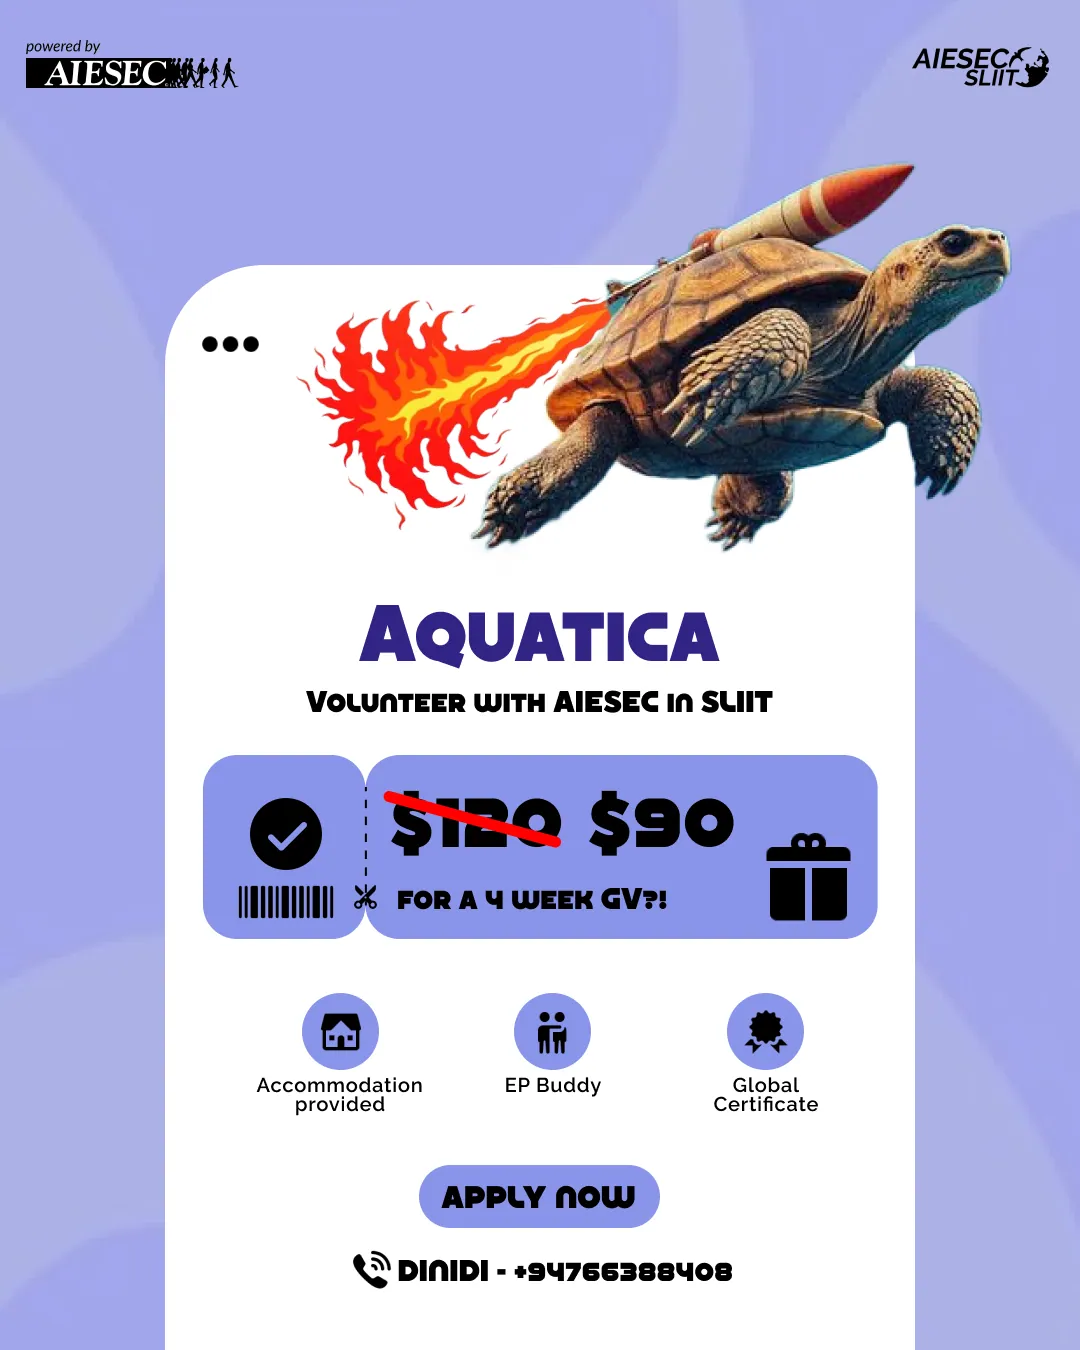 powered by
AIESEC
AIESEC
SLIIT
Aquatica
Volunteer with AIESEC in SLIIT
$120 $90
for a 4 week GV?!
Accommodation
provided
EP Buddy
Global
Certificate
APPLY NOW
DINIDI - +94766388408